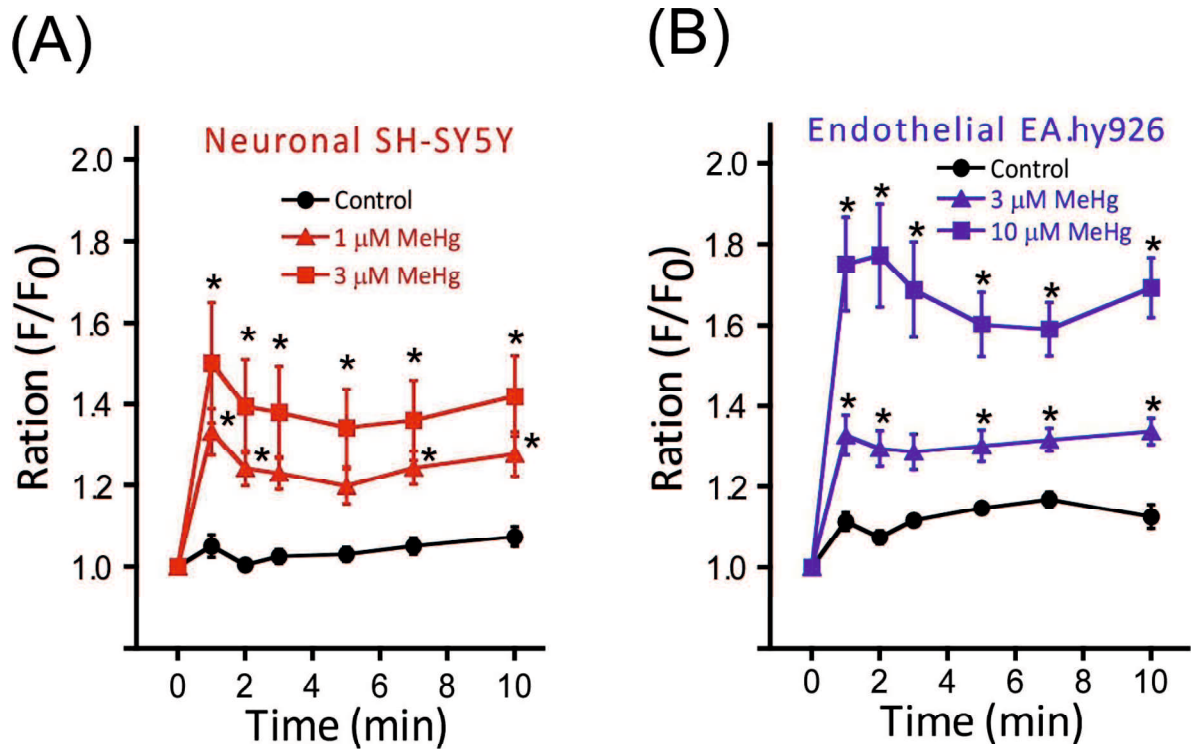 (A)
Neuronal SH-SY5Y
Control
1 μM MeHg
3 μM MeHg
Ration (F/F0)
2.0
1.8
1.6
1.4
1.2
1.0
* * * * * *
* * * *
0 2 4 6 8 10
Time (min)
(B)
Endothelial EA.hy926
Control
3 μM MeHg
10 μM MeHg
Ration (F/F0)
2.0
1.8
1.6
1.4
1.2
1.0
* * * * * *
* * * * *
0 2 4 6 8 10
Time (min)